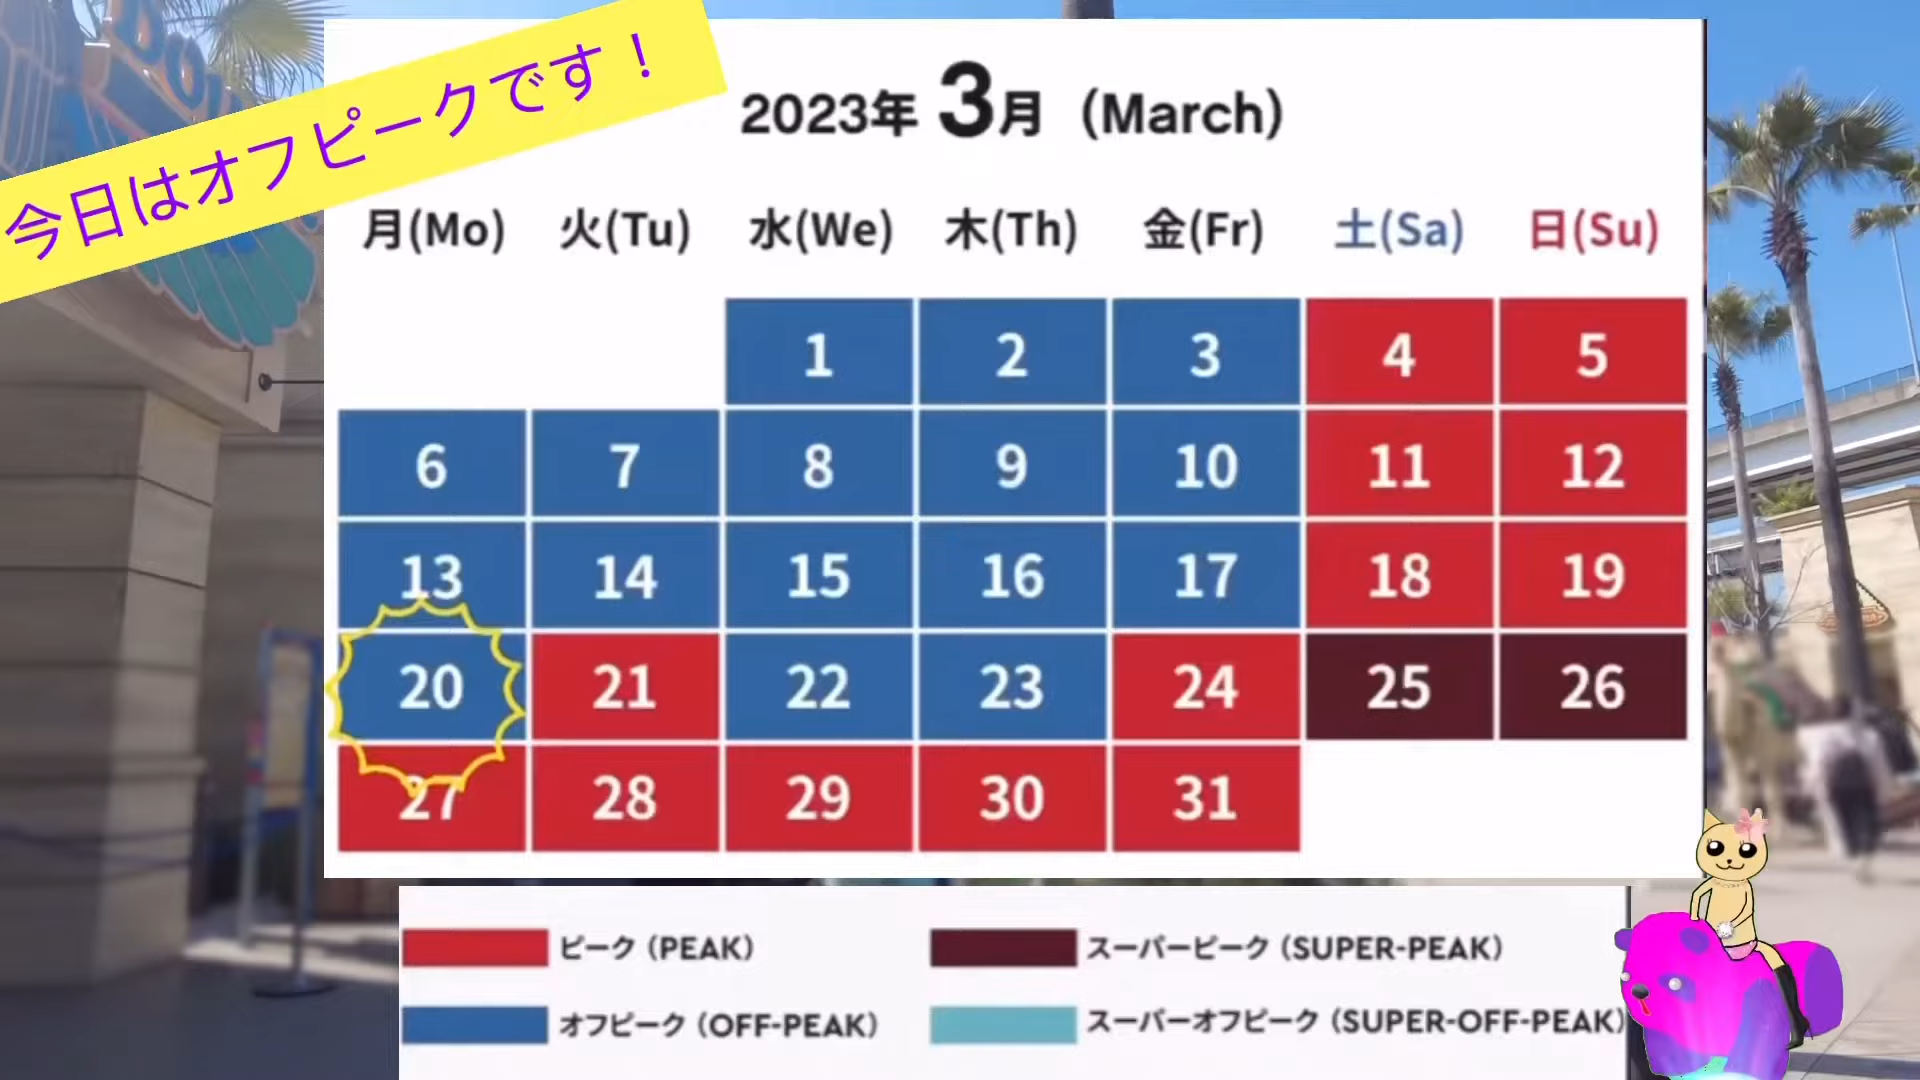 今日はオフピークです！
2023年 3月 (March)
月(Mo) 火(Tu) 水(We) 木(Th) 金(Fr) 土(Sa) 日(Su)
1 2 3 4 5
6 7 8 9 10 11 12
13 14 15 16 17 18 19
20 21 22 23 24 25 26
27 28 29 30 31
ピーク (PEAK) スーパーピーク (SUPER-PEAK)
オフピーク (OFF-PEAK) スーパーオフピーク (SUPER-OFF-PEAK)